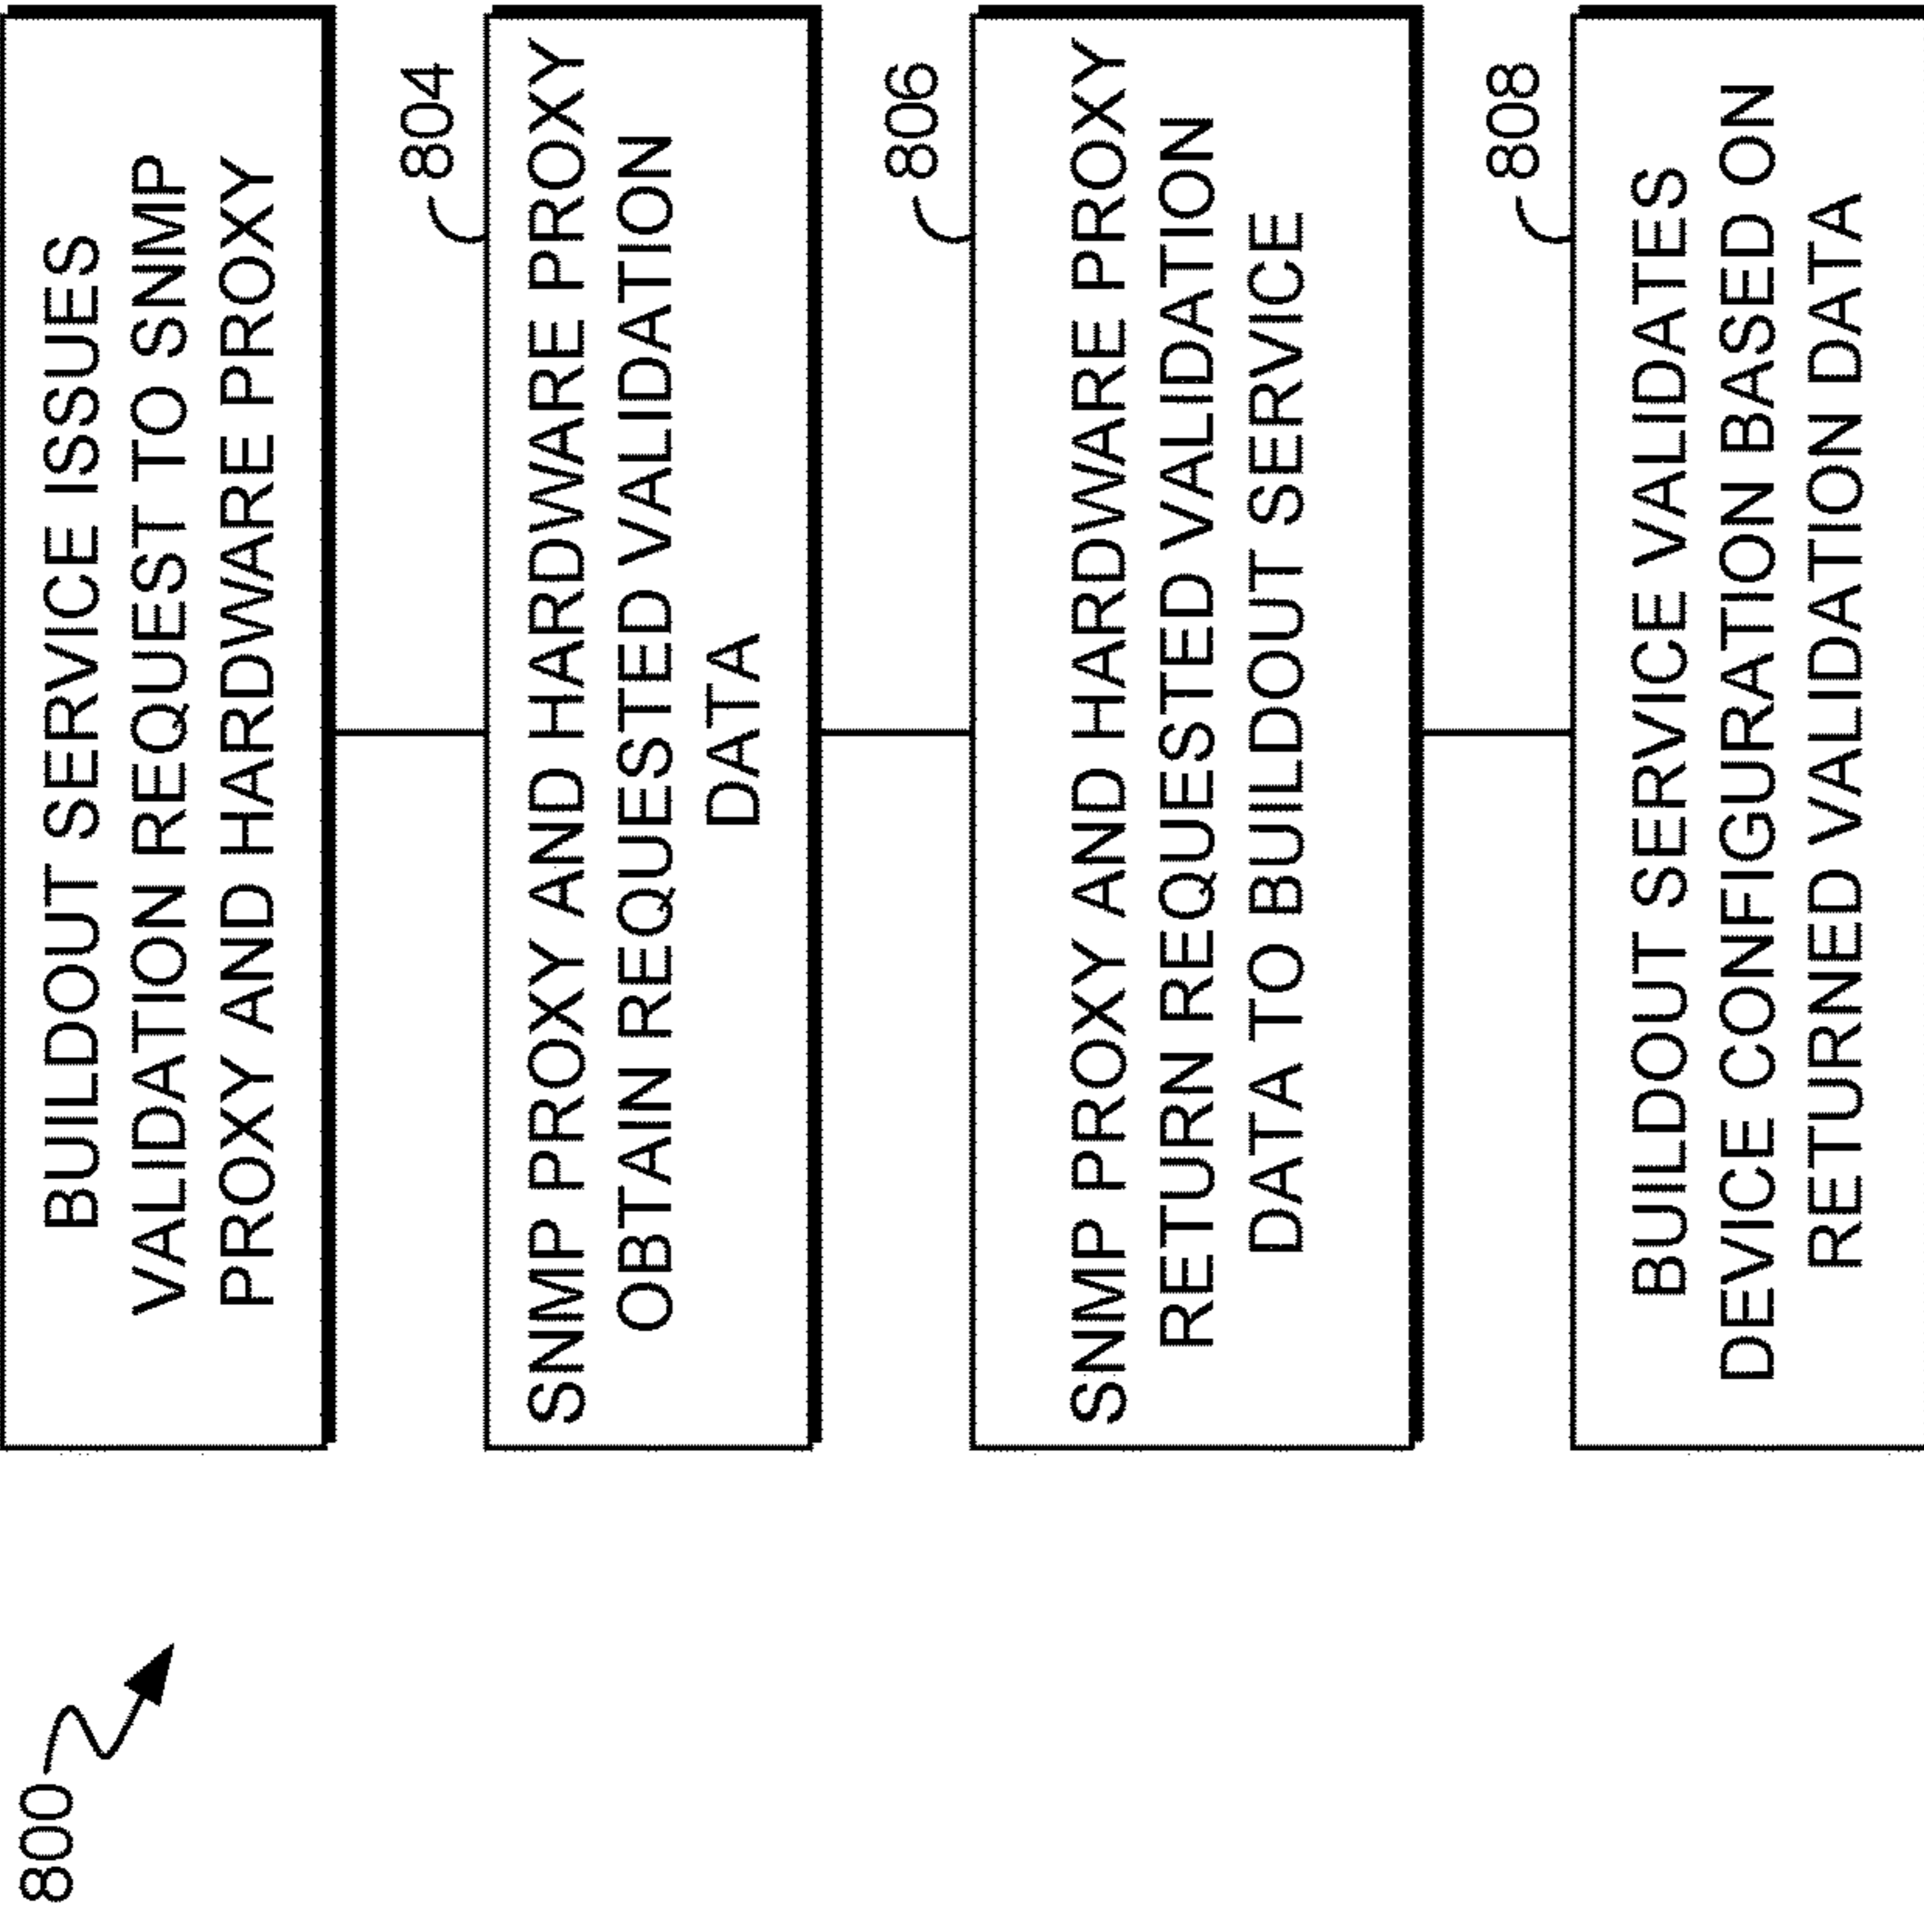 800
BUILDOUT SERVICE ISSUES
VALIDATION REQUEST TO SNMP
PROXY AND HARDWARE PROXY
804
SNMP PROXY AND HARDWARE PROXY
OBTAIN REQUESTED VALIDATION
DATA
806
SNMP PROXY AND HARDWARE PROXY
RETURN REQUESTED VALIDATION
DATA TO BUILDOUT SERVICE
808
BUILDOUT SERVICE VALIDATES
DEVICE CONFIGURATION BASED ON
RETURNED VALIDATION DATA